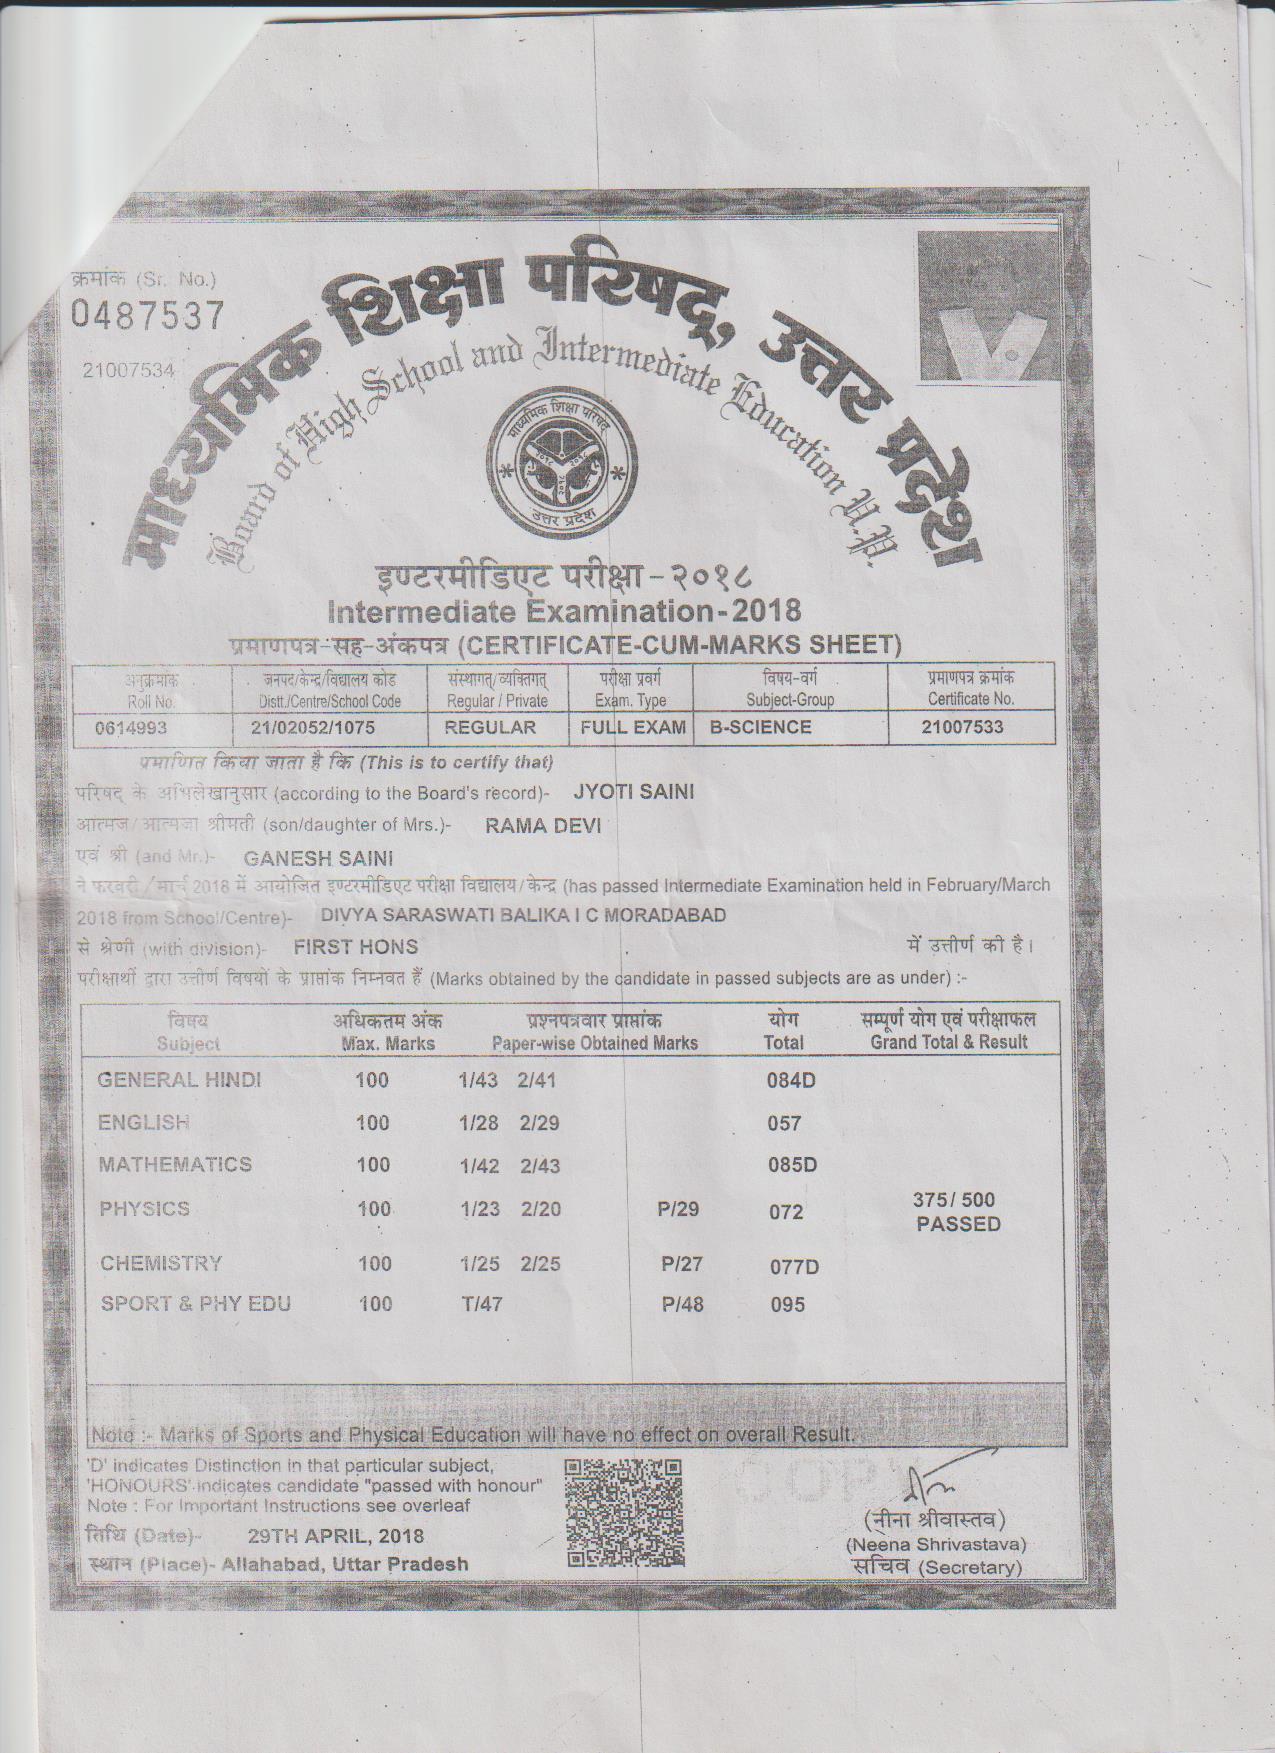 क्रमांक (Sr. No.)
0487537
21007534
माध्यमिक शिक्षा परिषद्, उत्तर प्रदेश
Board of High School and Intermediate Education U.P.
माध्यमिक शिक्षा परिषद्
२०१८ २०१८ २०१८
उत्तर प्रदेश
इण्टरमीडिएट परीक्षा-२०१८
Intermediate Examination-2018
प्रमाणपत्र-सह-अंकपत्र (CERTIFICATE-CUM-MARKS SHEET)
अनुक्रमांक जनपद/केन्द्र/विद्यालय कोड संस्थागत्/व्यक्तिगत् परीक्षा प्रवर्ग विषय-वर्ग प्रमाणपत्र क्रमांक
Roll No. Distt./Centre/School Code Regular / Private Exam. Type Subject-Group Certificate No.
0614993 21/02052/1075 REGULAR FULL EXAM B-SCIENCE 21007533
प्रमाणित किया जाता है कि (This is to certify that)
परिषद् के अभिलेखानुसार (according to the Board's record)- JYOTI SAINI
आत्मज/आत्मजा श्रीमती (son/daughter of Mrs.)- RAMA DEVI
एवं श्री (and Mr.)- GANESH SAINI
ने फरवरी/मार्च 2018 में आयोजित इण्टरमीडिएट परीक्षा विद्यालय/केन्द्र (has passed Intermediate Examination held in February/March
2018 from School/Centre)- DIVYA SARASWATI BALIKA I C MORADABAD
से श्रेणी (with division)- FIRST HONS में उत्तीर्ण की है।
परीक्षार्थी द्वारा उत्तीर्ण विषयों के प्राप्तांक निम्नवत हैं (Marks obtained by the candidate in passed subjects are as under) :-
विषय अधिकतम अंक प्रश्नपत्रवार प्राप्तांक योग सम्पूर्ण योग एवं परीक्षाफल
Subject Max. Marks Paper-wise Obtained Marks Total Grand Total & Result
GENERAL HINDI 100 1/43 2/41 084D
ENGLISH 100 1/28 2/29 057
MATHEMATICS 100 1/42 2/43 085D
PHYSICS 100 1/23 2/20 P/29 072 375/ 500
PASSED
CHEMISTRY 100 1/25 2/25 P/27 077D
SPORT & PHY EDU 100 T/47 P/48 095
Note :- Marks of Sports and Physical Education will have no effect on overall Result.
'D' indicates Distinction in that particular subject,
'HONOURS' indicates candidate "passed with honour"
Note : For Important Instructions see overleaf
तिथि (Date)- 29TH APRIL, 2018
स्थान (Place)- Allahabad, Uttar Pradesh
COPY
(नीना श्रीवास्तव)
(Neena Shrivastava)
सचिव (Secretary)